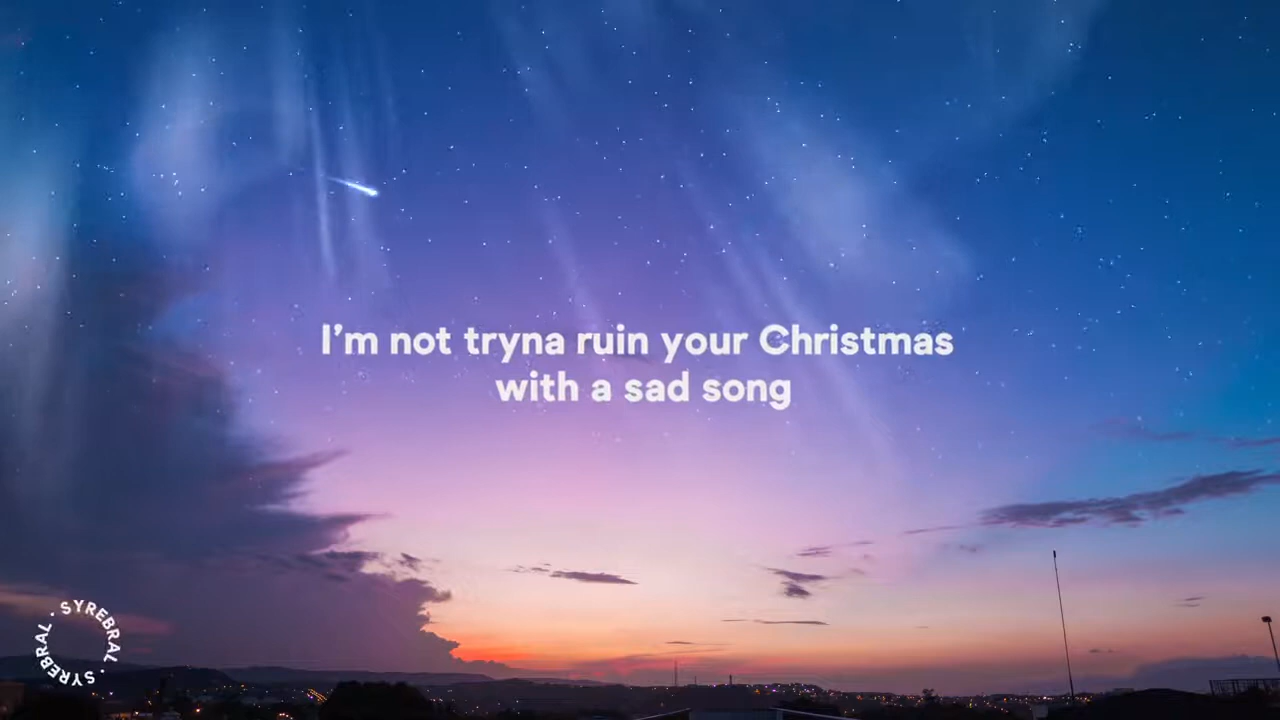 I’m not tryna ruin your Christmas
with a sad song
SYREBRAL · SYREBRAL ·